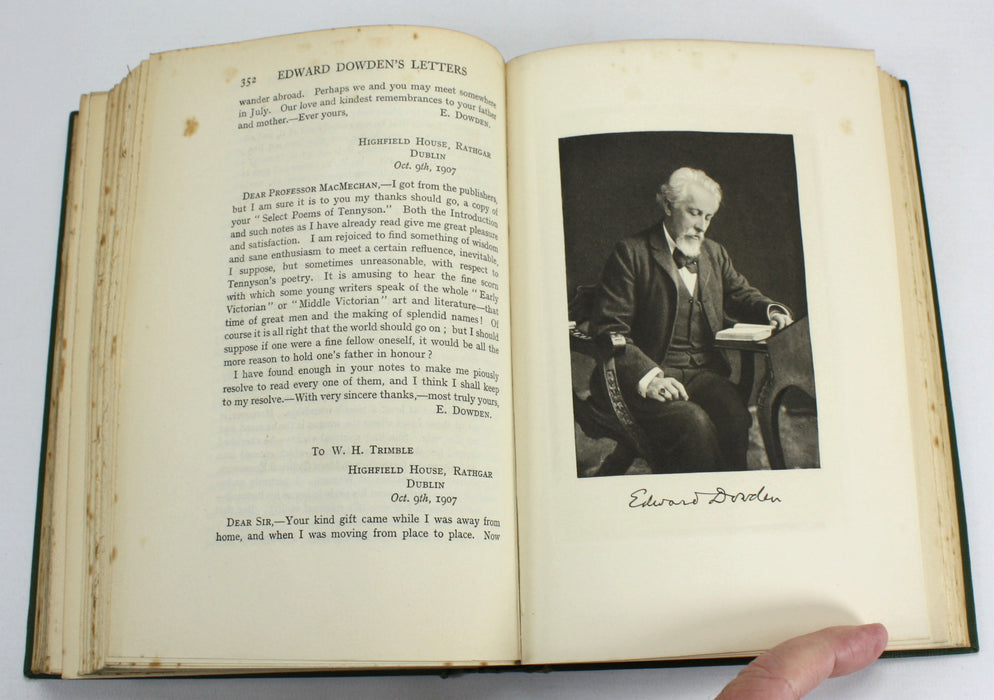 352 EDWARD DOWDEN'S LETTERS
wander abroad. Perhaps we and you may meet somewhere
in July. Our love and kindest remembrances to your father
and mother.—Ever yours, E. DOWDEN.
HIGHFIELD HOUSE, RATHGAR
DUBLIN
Oct. 9th, 1907
DEAR PROFESSOR MACMECHAN,—I got from the publishers,
but I am sure it is to you my thanks should go, a copy of
your "Select Poems of Tennyson." Both the Introduction
and such notes as I have already read give me great pleasure
and satisfaction. I am rejoiced to find something of wisdom
and sane enthusiasm to meet a certain refluence, inevitable,
I suppose, but sometimes unreasonable, with respect to
Tennyson's poetry. It is amusing to hear the fine scorn
with which some young writers speak of the whole "Early
Victorian" or "Middle Victorian" art and literature—that
time of great men and the making of splendid names! Of
course it is all right that the world should go on; but I should
suppose if one were a fine fellow oneself, it would be all the
more reason to hold one's father in honour?
I have found enough in your notes to make me piously
resolve to read every one of them, and I think I shall keep
to my resolve.—With very sincere thanks,—most truly yours,
E. DOWDEN.
To W. H. TRIMBLE
HIGHFIELD HOUSE, RATHGAR
DUBLIN
Oct. 9th, 1907
DEAR SIR,—Your kind gift came while I was away from
home, and when I was moving from place to place. Now
Edward Dowden